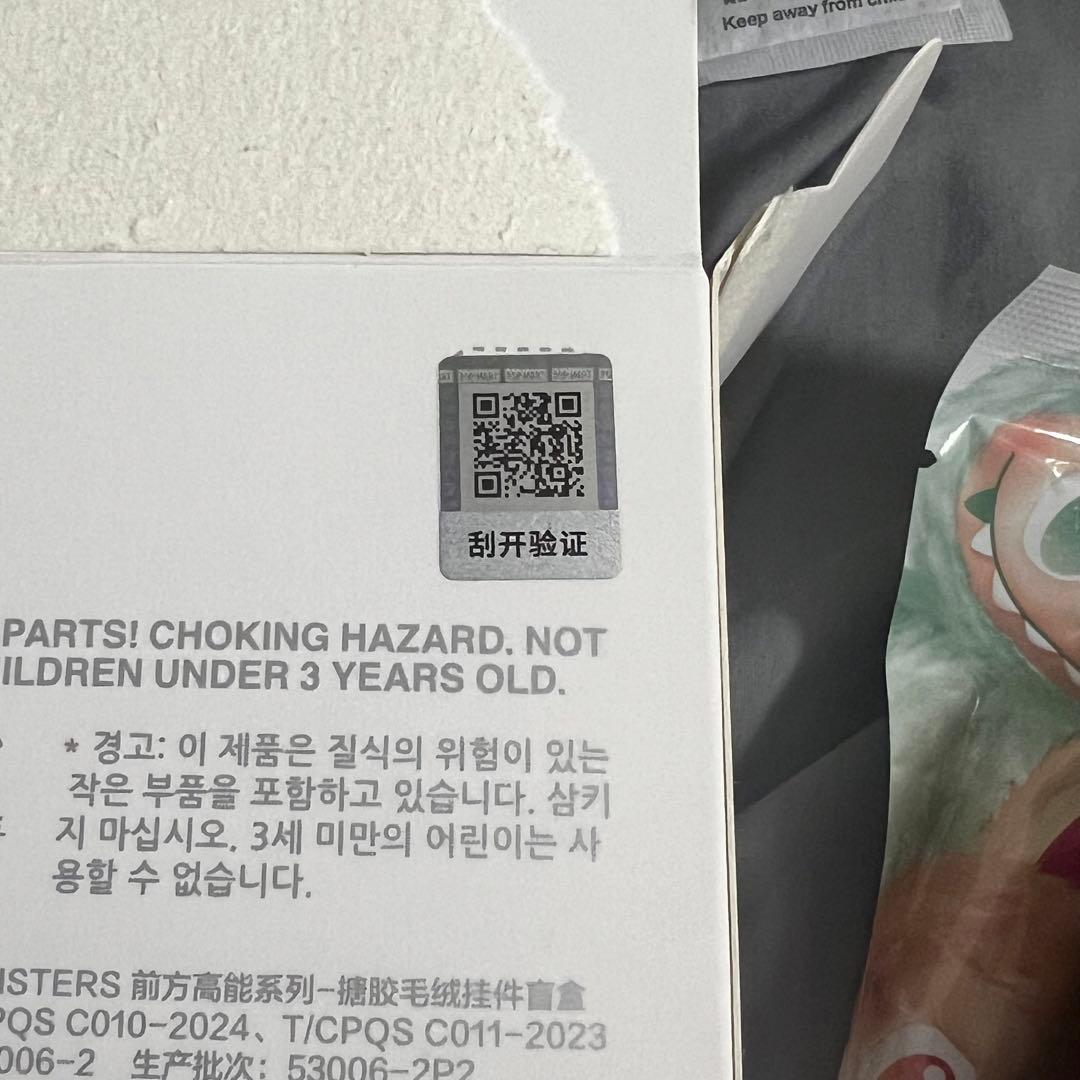 Keep away from
刮开验证
PARTS! CHOKING HAZARD. NOT
ILDREN UNDER 3 YEARS OLD.
* 경고: 이 제품은 질식의 위험이 있는
작은 부품을 포함하고 있습니다. 삼키
지 마십시오. 3세 미만의 어린이는 사
용할 수 없습니다.
ISTERS 前方高能系列-搪胶毛绒挂件盲盒
PQS C010-2024、T/CPQS C011-2023
006-2 生产批次: 53006-2P2